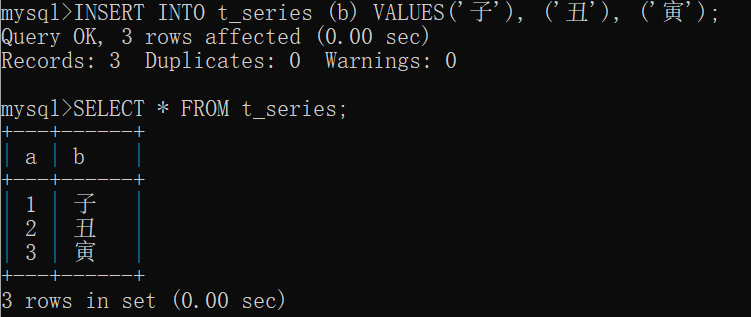 mysql>INSERT INTO t_series (b) VALUES('子'), ('丑'), ('寅');
Query OK, 3 rows affected (0.00 sec)
Records: 3  Duplicates: 0  Warnings: 0

mysql>SELECT * FROM t_series;
+---+------+
| a | b    |
+---+------+
| 1 | 子   |
| 2 | 丑   |
| 3 | 寅   |
+---+------+
3 rows in set (0.00 sec)